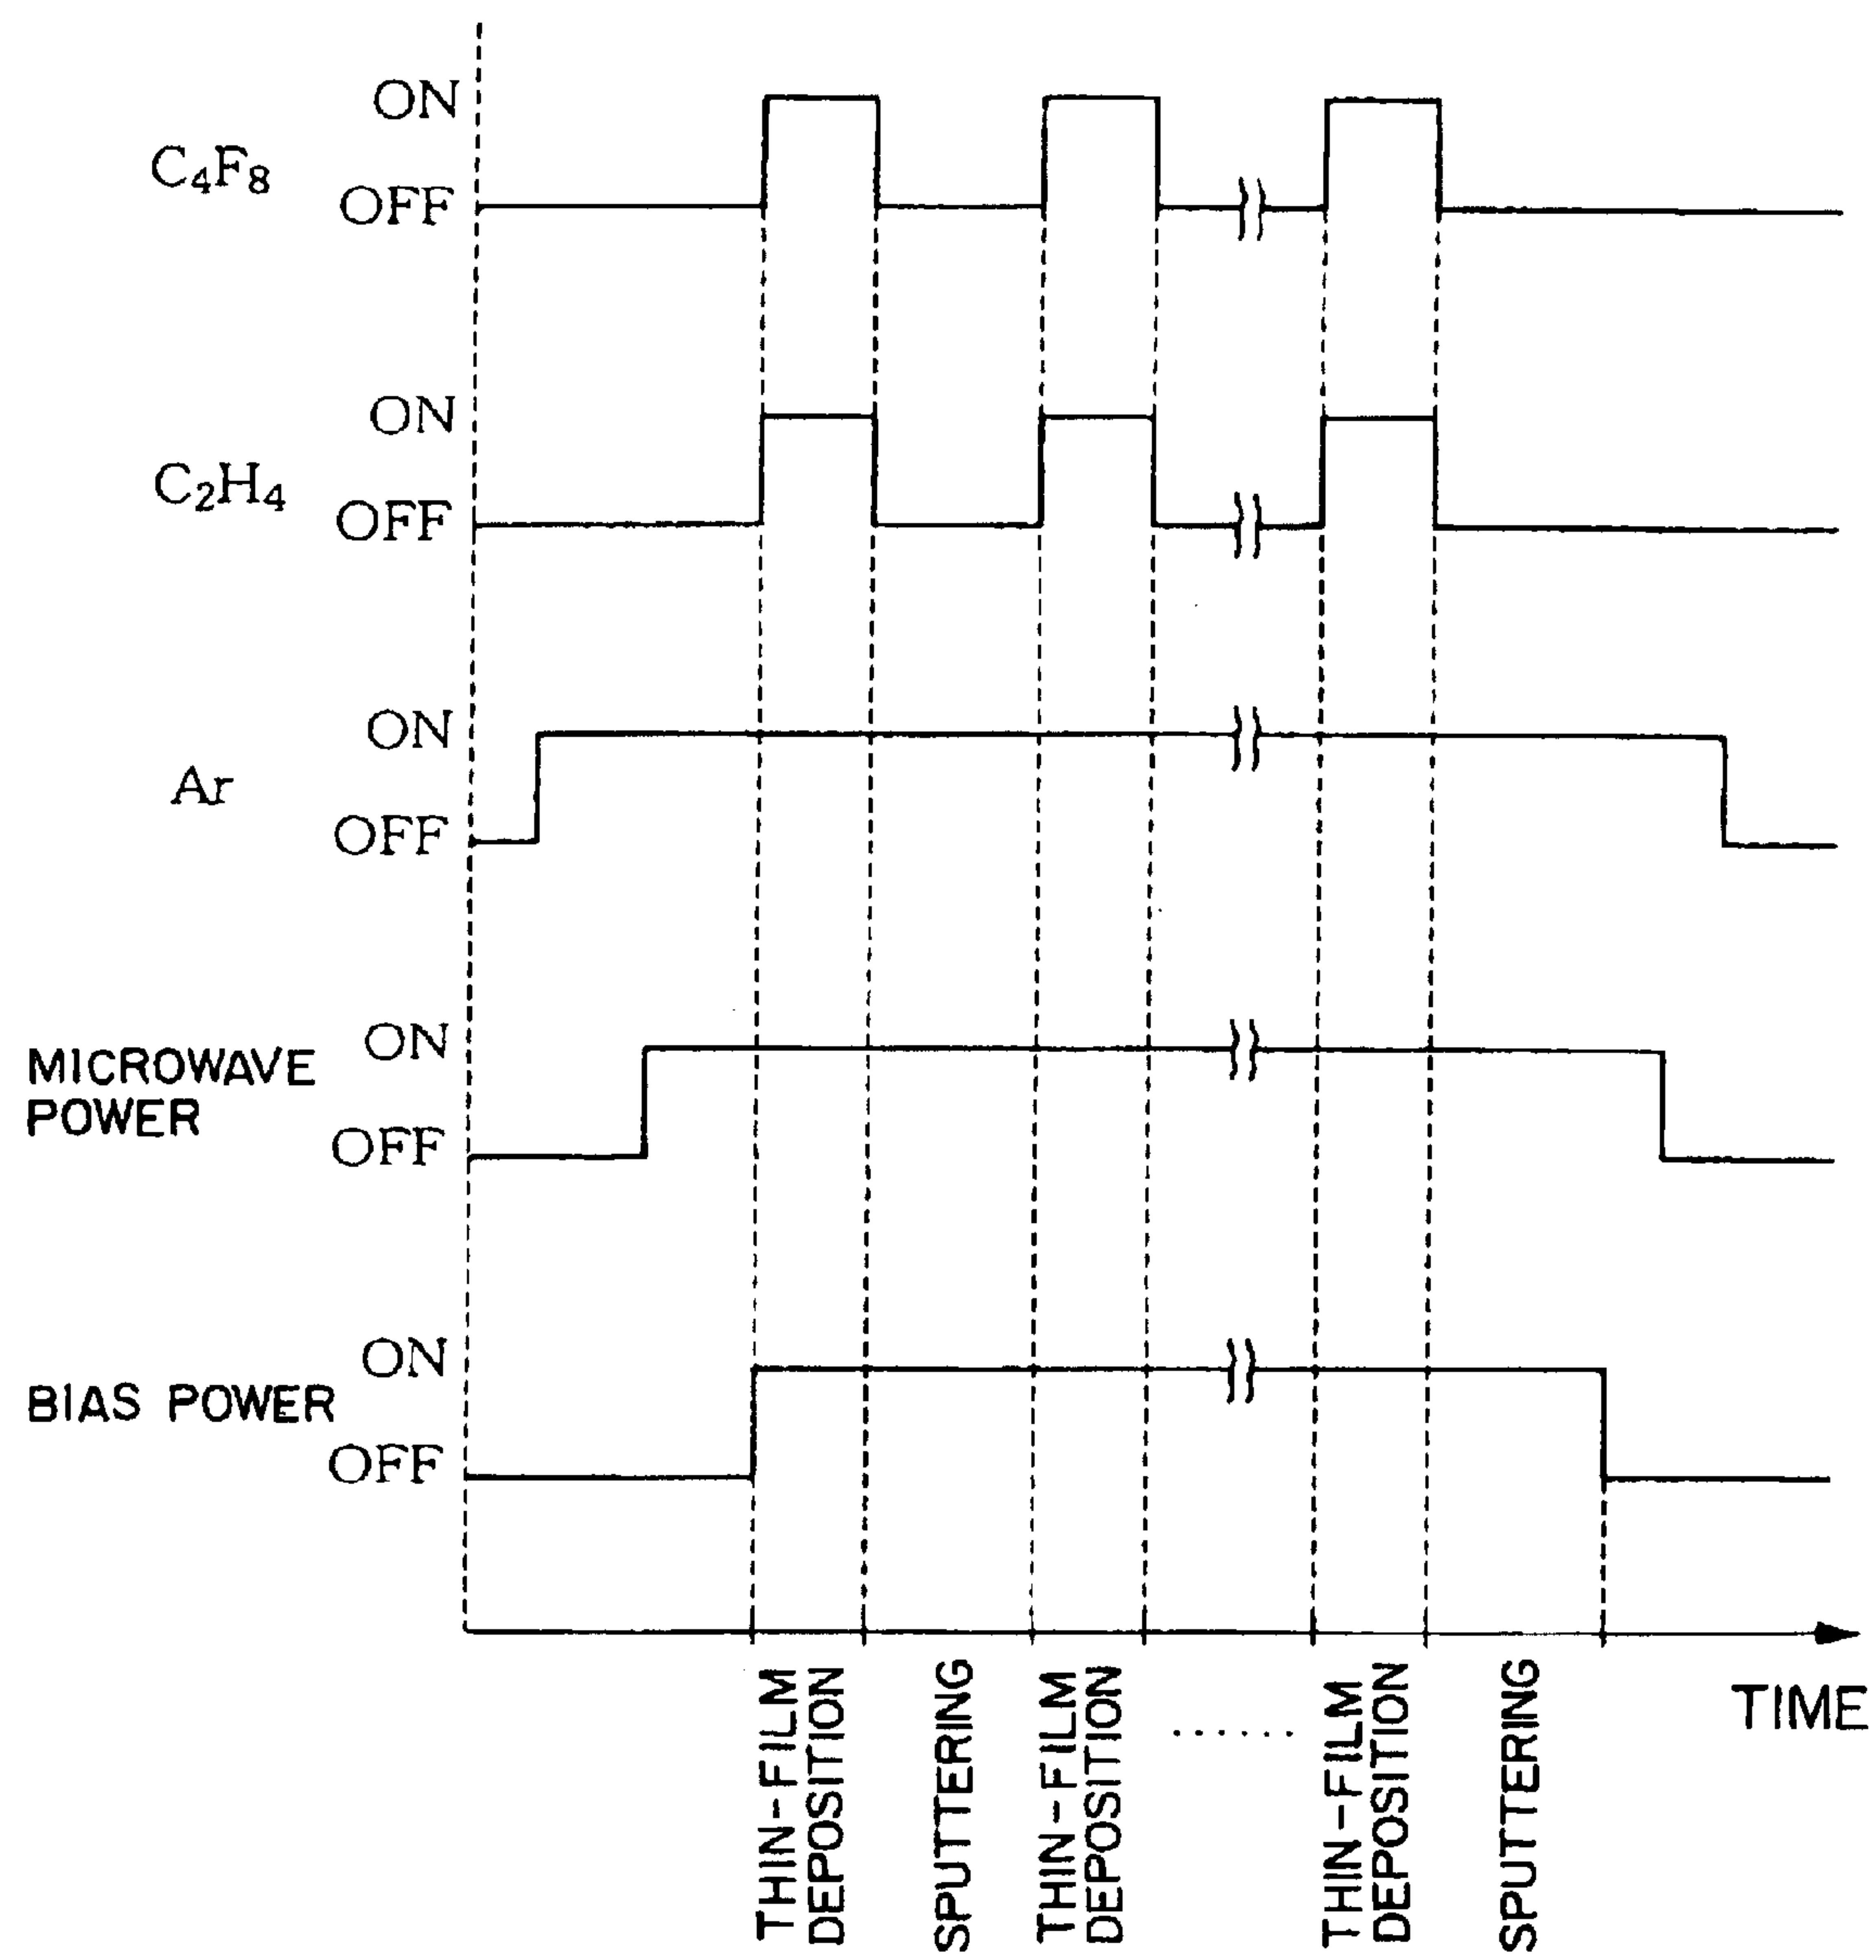 ON
C₄F₈
OFF
ON
C₂H₄
OFF
ON
Ar
OFF
ON
MICROWAVE
POWER
OFF
ON
BIAS POWER
OFF
TIME
THIN-FILM
DEPOSITION
SPUTTERING
THIN-FILM
DEPOSITION
........
THIN-FILM
DEPOSITION
SPUTTERING